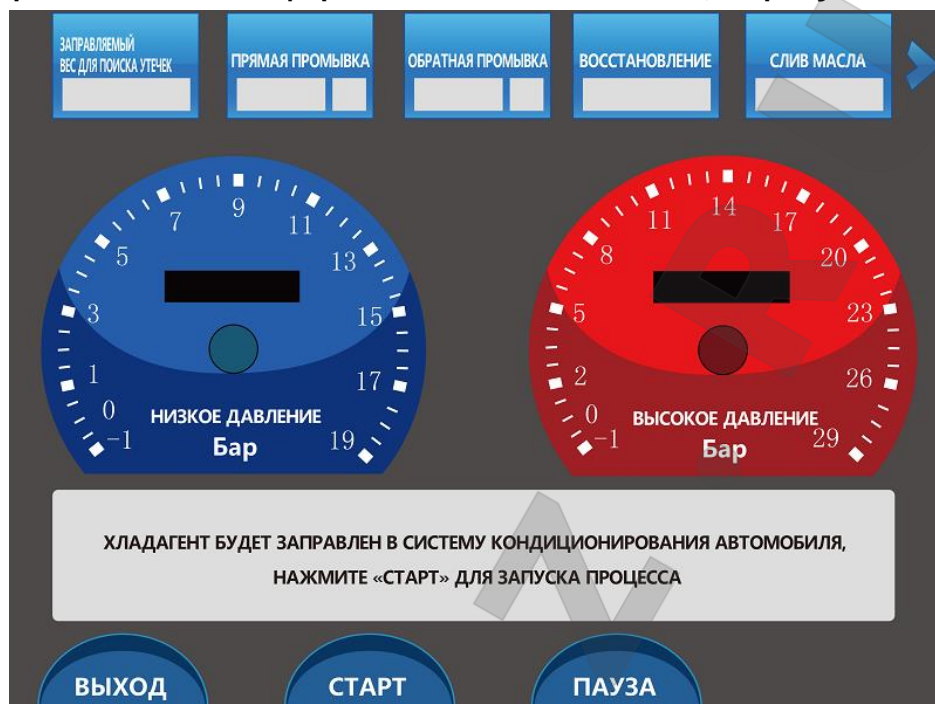 ЗАПРАВЛЯЕМЫЙ
ВЕС ДЛЯ ПОИСКА УТЕЧЕК
ПРЯМАЯ ПРОМЫВКА
ОБРАТНАЯ ПРОМЫВКА
ВОССТАНОВЛЕНИЕ
СЛИВ МАСЛА
-1
0
1
3
5
7
9
11
13
15
17
19
НИЗКОЕ ДАВЛЕНИЕ
Бар
-1
0
2
5
8
11
14
17
20
23
26
29
ВЫСОКОЕ ДАВЛЕНИЕ
Бар
ХЛАДАГЕНТ БУДЕТ ЗАПРАВЛЕН В СИСТЕМУ КОНДИЦИОНИРОВАНИЯ АВТОМОБИЛЯ,
НАЖМИТЕ «СТАРТ» ДЛЯ ЗАПУСКА ПРОЦЕССА
ВЫХОД
СТАРТ
ПАУЗА